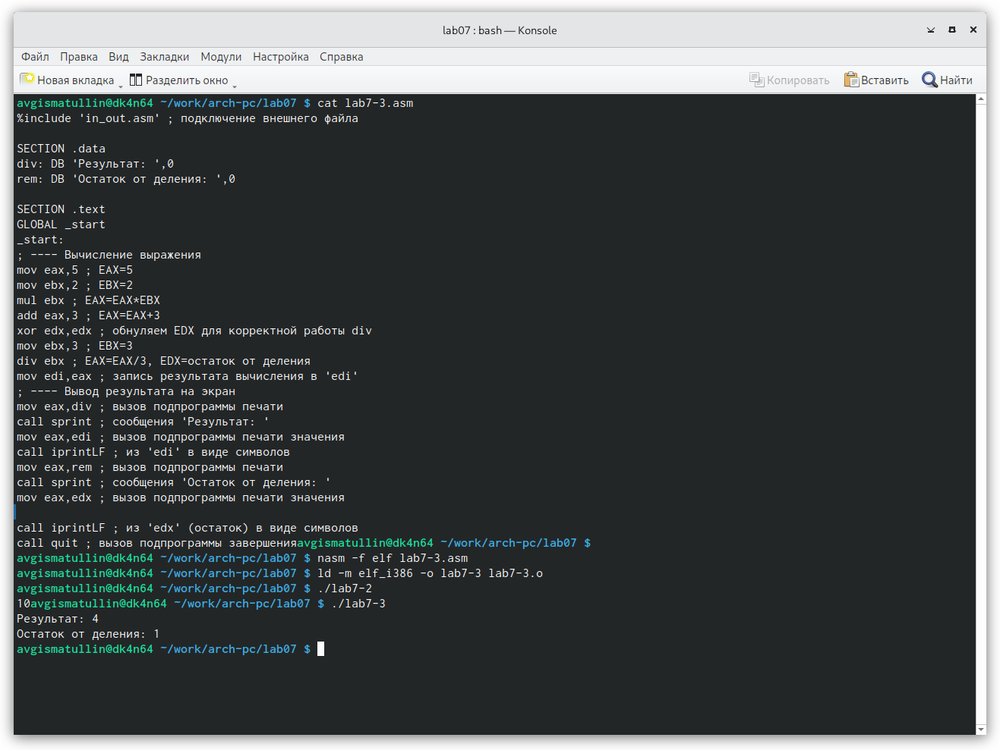 lab07 : bash — Konsole
Файл Правка Вид Закладки Модули Настройка Справка
Новая вкладка Разделить окно Копировать Вставить Найти
avgismatullin@dk4n64 ~/work/arch-pc/lab07 $ cat lab7-3.asm
%include 'in_out.asm' ; подключение внешнего файла
SECTION .data
div: DB 'Результат: ',0
rem: DB 'Остаток от деления: ',0
SECTION .text
GLOBAL _start
_start:
; ---- Вычисление выражения
mov eax,5 ; EAX=5
mov ebx,2 ; EBX=2
mul ebx ; EAX=EAX*EBX
add eax,3 ; EAX=EAX+3
xor edx,edx ; обнуляем EDX для корректной работы div
mov ebx,3 ; EBX=3
div ebx ; EAX=EAX/3, EDX=остаток от деления
mov edi,eax ; запись результата вычисления в 'edi'
; ---- Вывод результата на экран
mov eax,div ; вызов подпрограммы печати
call sprint ; сообщения 'Результат: '
mov eax,edi ; вызов подпрограммы печати значения
call iprintLF ; из 'edi' в виде символов
mov eax,rem ; вызов подпрограммы печати
call sprint ; сообщения 'Остаток от деления: '
mov eax,edx ; вызов подпрограммы печати значения
call iprintLF ; из 'edx' (остаток) в виде символов
call quit ; вызов подпрограммы завершенияavgismatullin@dk4n64 ~/work/arch-pc/lab07 $
avgismatullin@dk4n64 ~/work/arch-pc/lab07 $ nasm -f elf lab7-3.asm
avgismatullin@dk4n64 ~/work/arch-pc/lab07 $ ld -m elf_i386 -o lab7-3 lab7-3.o
avgismatullin@dk4n64 ~/work/arch-pc/lab07 $ ./lab7-2
10avgismatullin@dk4n64 ~/work/arch-pc/lab07 $ ./lab7-3
Результат: 4
Остаток от деления: 1
avgismatullin@dk4n64 ~/work/arch-pc/lab07 $